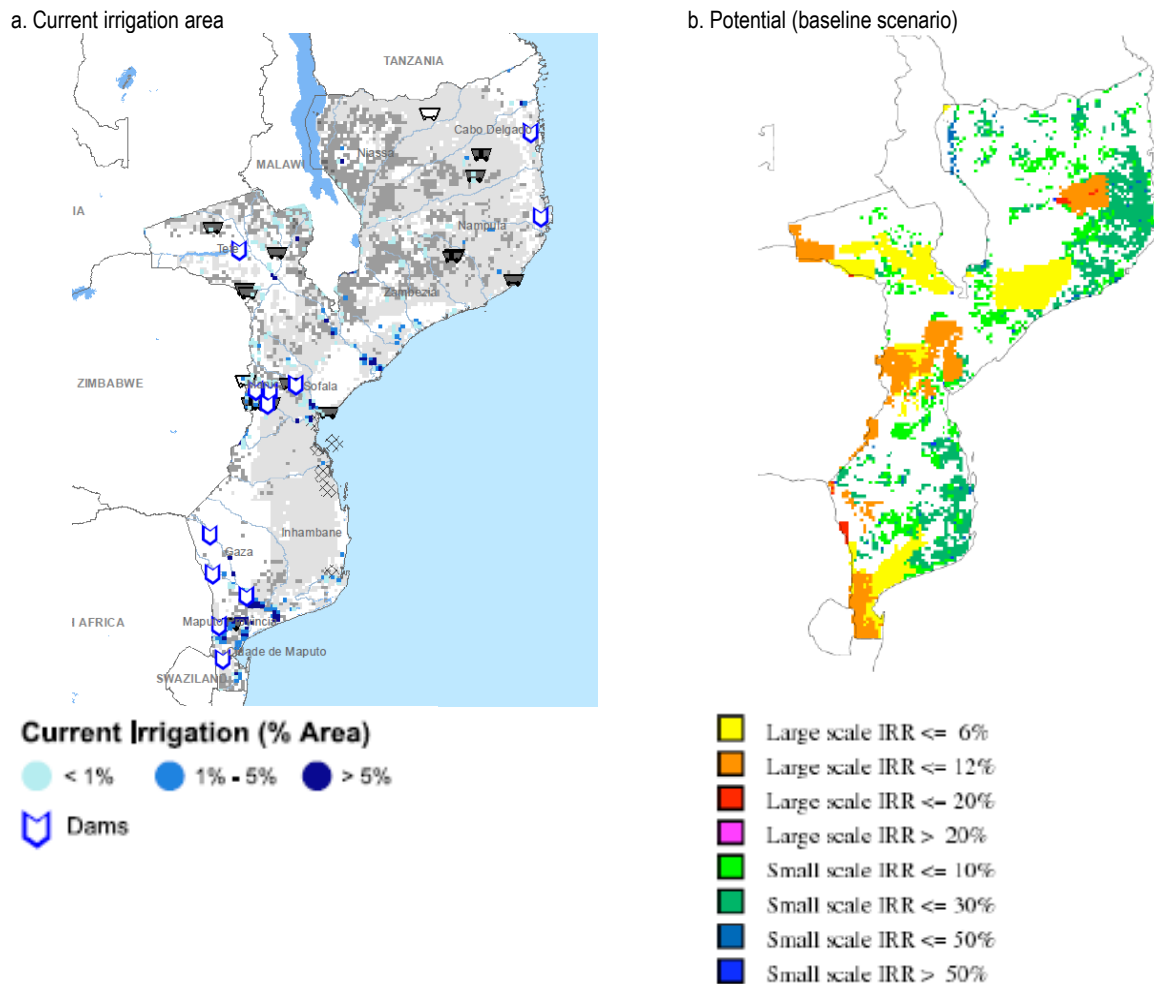 a. Current irrigation area
b. Potential (baseline scenario)
TANZANIA
Cabo Delgado
Niassa
MALAWI
IA
Nampula
Tete
Zambezia
ZIMBABWE
Sofala
Inhambane
Gaza
AFRICA
Maputo
Cidade de Maputo
SWAZILAND
Current Irrigation (% Area)
< 1% 1% - 5% > 5%
Dams
Large scale IRR <= 6%
Large scale IRR <= 12%
Large scale IRR <= 20%
Large scale IRR > 20%
Small scale IRR <= 10%
Small scale IRR <= 30%
Small scale IRR <= 50%
Small scale IRR > 50%